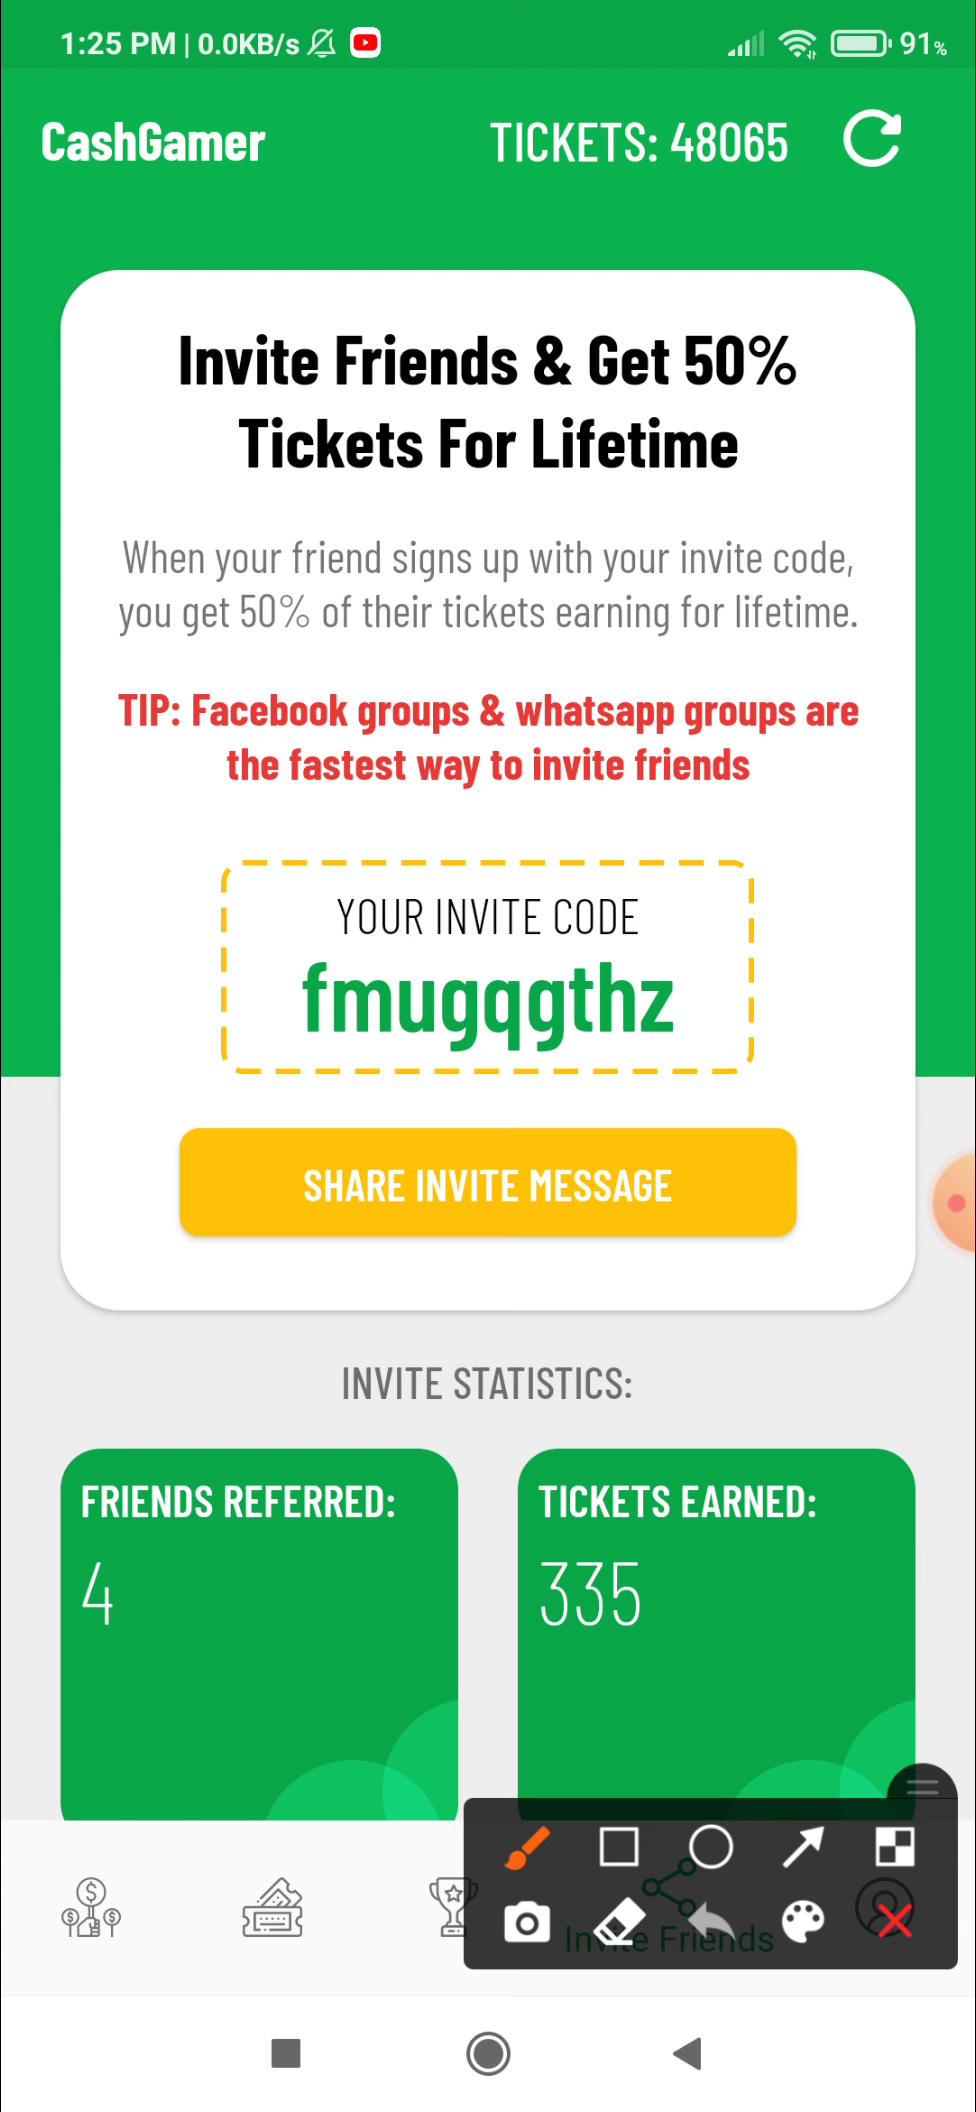 1:25 PM | 0.0KB/s 91%
CashGamer TICKETS: 48065
Invite Friends & Get 50%
Tickets For Lifetime
When your friend signs up with your invite code,
you get 50% of their tickets earning for lifetime.
TIP: Facebook groups & whatsapp groups are
the fastest way to invite friends
YOUR INVITE CODE
fmugqgthz
SHARE INVITE MESSAGE
INVITE STATISTICS:
FRIENDS REFERRED: TICKETS EARNED:
4 335
Invite Friends